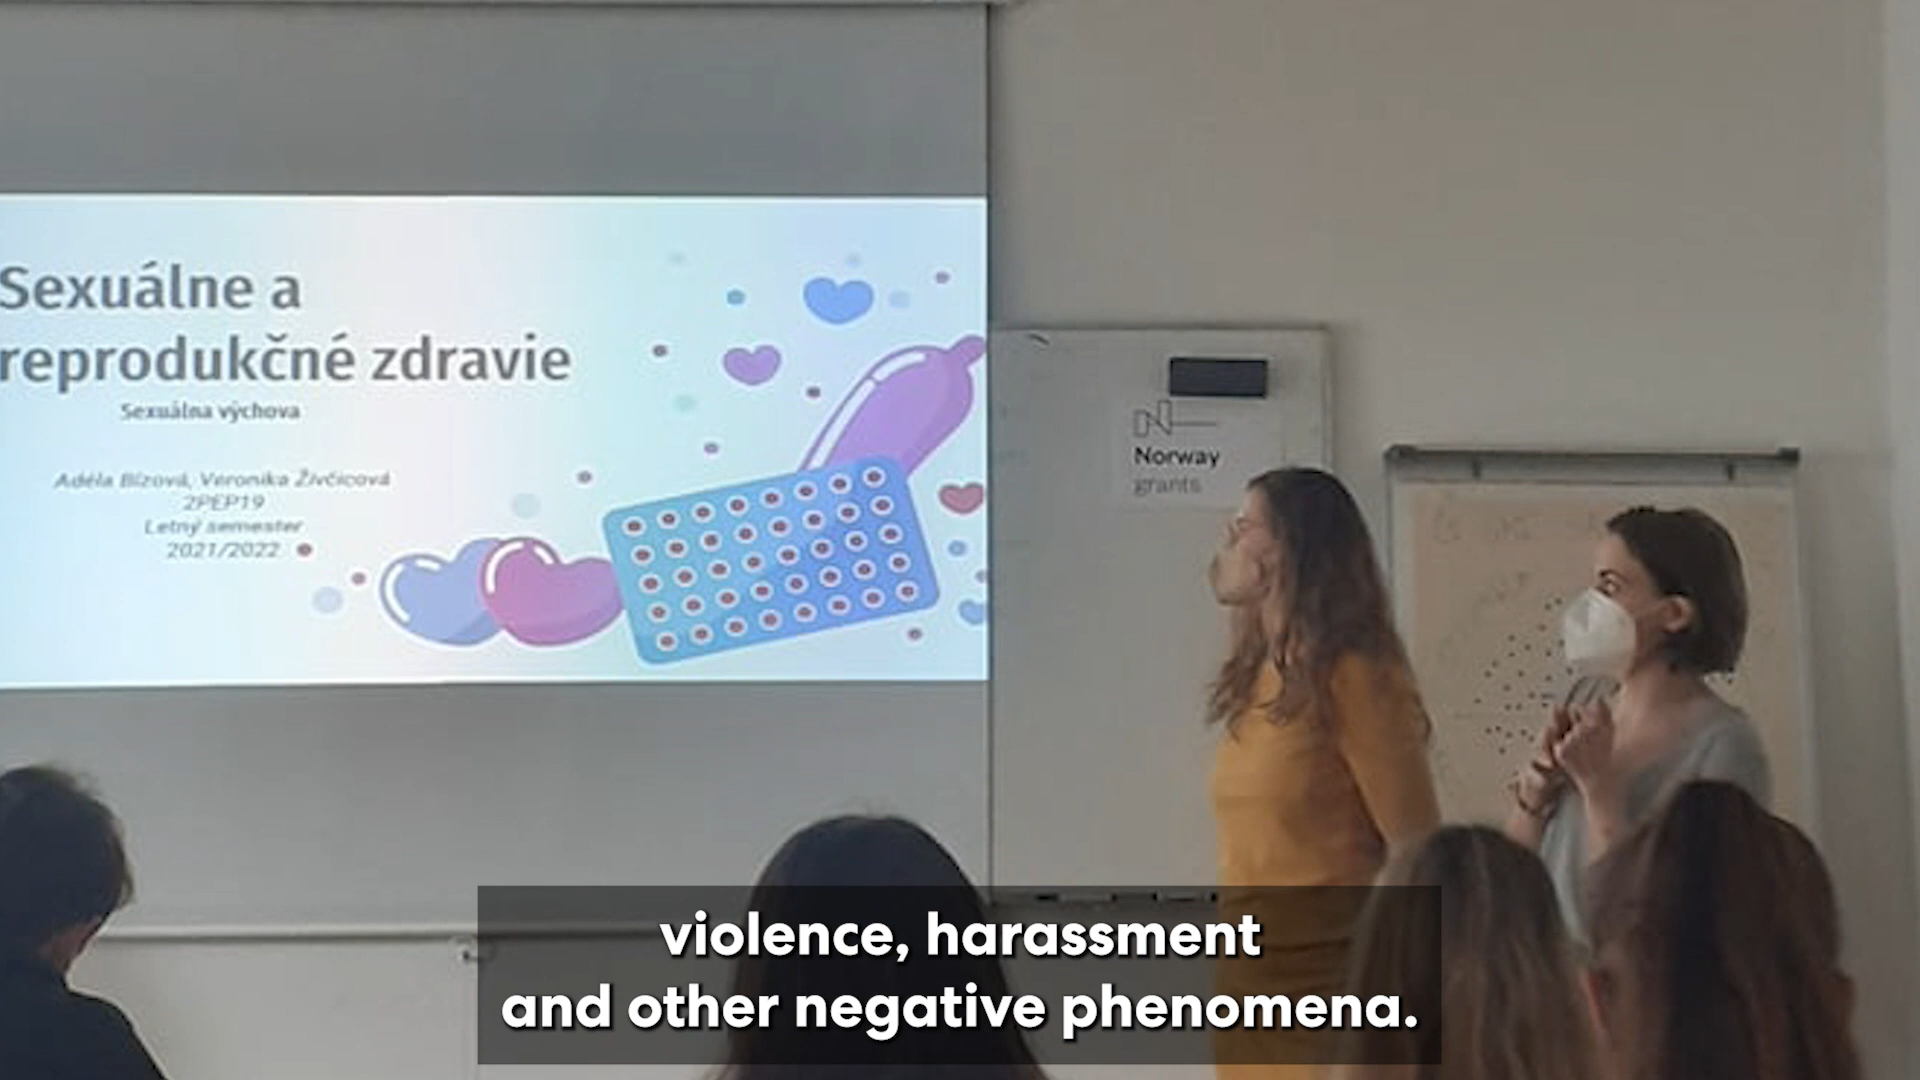 Sexuálne a
reprodukčné zdravie
Sexuálna výchova
Adéla Bízová, Veronika Živčicová
2PEP19
Letný semester
2021/2022
Norway
grants
violence, harassment
and other negative phenomena.